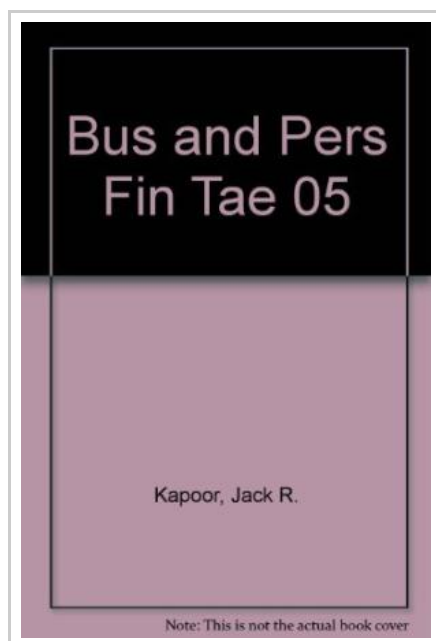 Bus and Pers
Fin Tae 05
Kapoor, Jack R.
Note: This is not the actual book cover